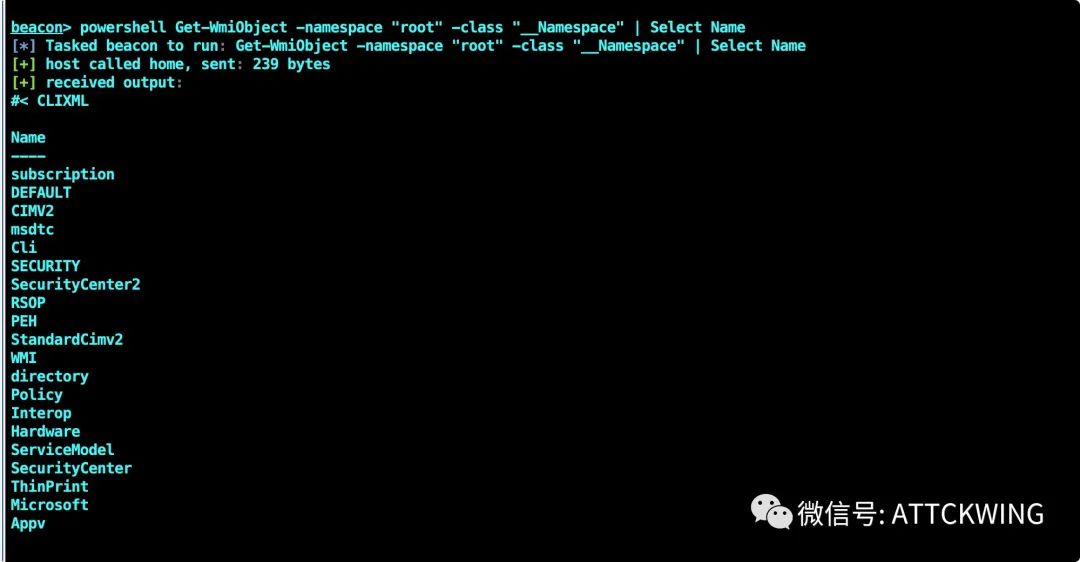 beacon> powershell Get-WmiObject -namespace "root" -class "__Namespace" | Select Name
[*] Tasked beacon to run: Get-WmiObject -namespace "root" -class "__Namespace" | Select Name
[+] host called home, sent: 239 bytes
[+] received output:
#< CLIXML
Name
----
subscription
DEFAULT
CIMV2
msdtc
Cli
SECURITY
SecurityCenter2
RSOP
PEH
StandardCimv2
WMI
directory
Policy
Interop
Hardware
ServiceModel
SecurityCenter
ThinPrint
Microsoft
Appv
微信号: ATTCKWING